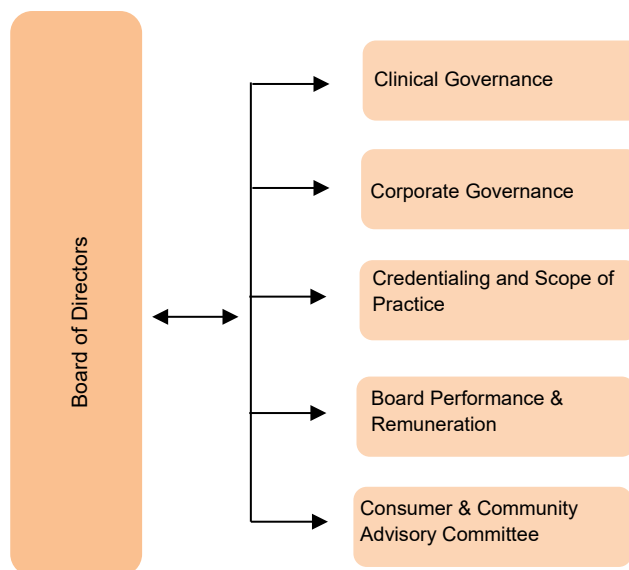 Board of Directors
Clinical Governance
Corporate Governance
Credentialing and Scope of
Practice
Board Performance &
Remuneration
Consumer & Community
Advisory Committee